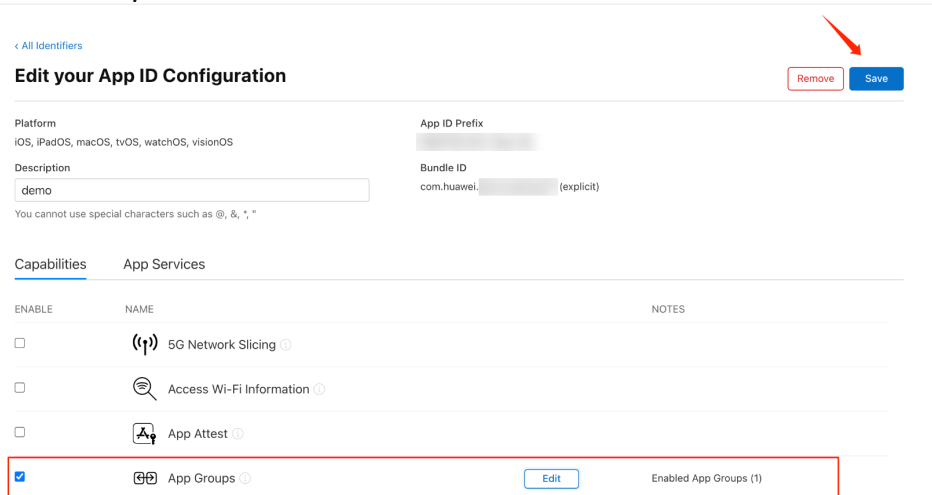 ‹ All Identifiers
Edit your App ID Configuration
Remove
Save
Platform
iOS, iPadOS, macOS, tvOS, watchOS, visionOS
App ID Prefix
Description
demo
You cannot use special characters such as @, &, *, "
Bundle ID
com.huawei. (explicit)
Capabilities
App Services
ENABLE NAME NOTES
5G Network Slicing
Access Wi-Fi Information
App Attest
App Groups Edit Enabled App Groups (1)